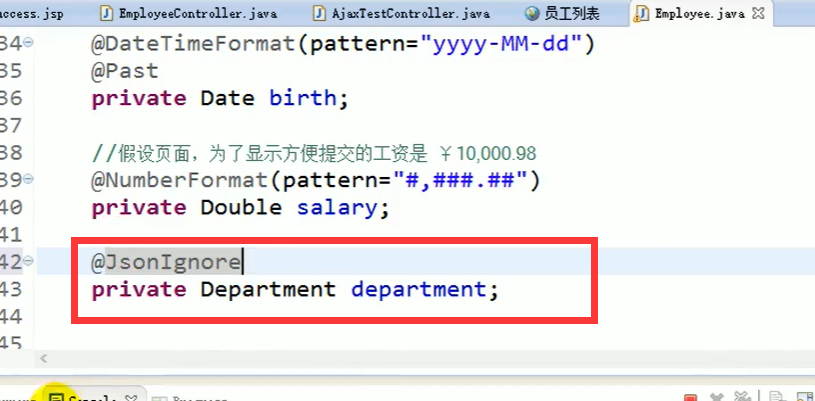 ccess.jsp EmployeeController.java AjaxTestController.java 员工列表 Employee.java
34 @DateTimeFormat(pattern="yyyy-MM-dd")
35 @Past
36 private Date birth;
37
38 //假设页面，为了显示方便提交的工资是 ￥10,000.98
39 @NumberFormat(pattern="#,###.##")
40 private Double salary;
41
42 @JsonIgnore
43 private Department department;
44
45
Console